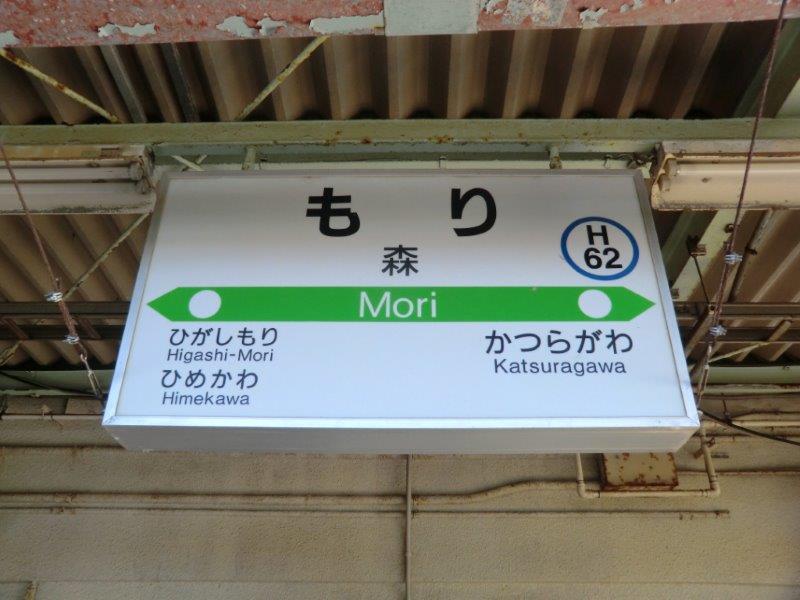 もり
森
H
62
Mori
ひがしもり
Higashi-Mori
ひめかわ
Himekawa
かつらがわ
Katsuragawa